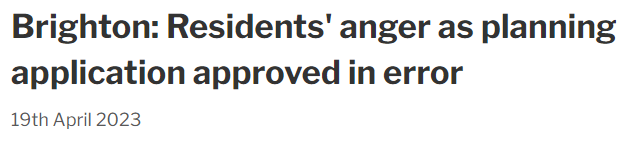 Brighton: Residents' anger as planning
application approved in error
19th April 2023